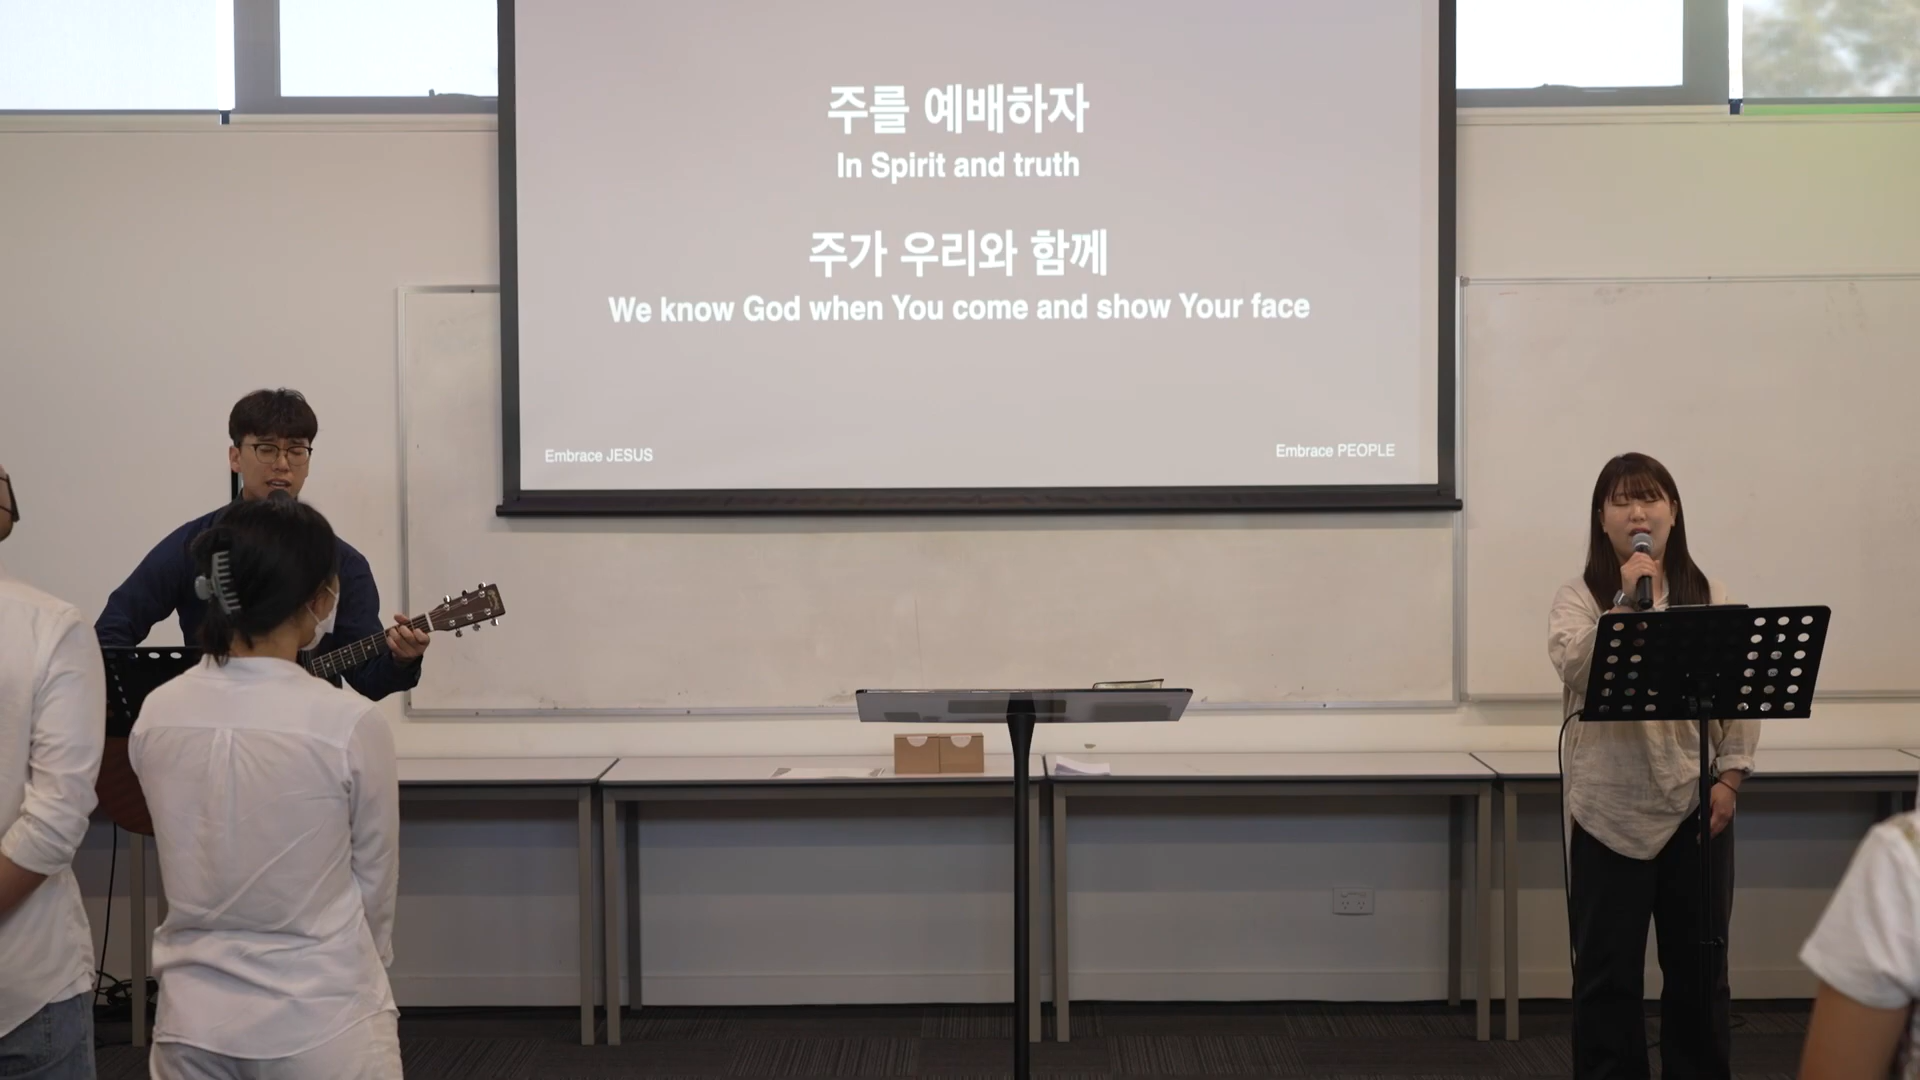 주를 예배하자
In Spirit and truth
주가 우리와 함께
We know God when You come and show Your face
Embrace JESUS
Embrace PEOPLE